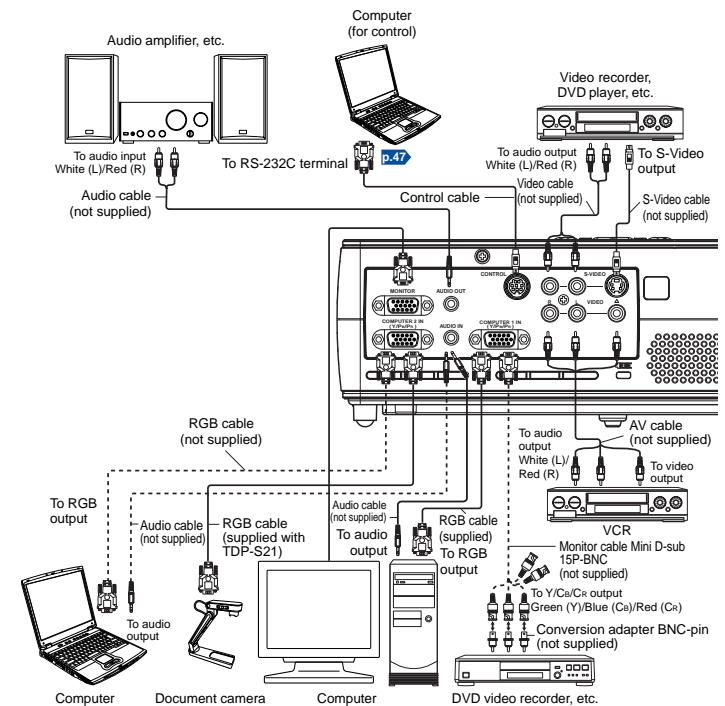 Computer
(for control)
Audio amplifier, etc.
Video recorder,
DVD player, etc.
To audio input
White (L)/Red (R)
To RS-232C terminal
p.47
To audio output
White (L)/Red (R)
To S-Video
output
Audio cable
(not supplied)
Control cable
Video cable
(not supplied)
S-Video cable
(not supplied)
CONTROL
S-VIDEO
MONITOR
AUDIO OUT
R
L
VIDEO
COMPUTER 2 IN
(Y/PB/PR)
AUDIO IN
COMPUTER 1 IN
(Y/PB/PR)
RGB cable
(not supplied)
To audio
output
White (L)/
Red (R)
AV cable
(not supplied)
To video
output
VCR
To RGB
output
Audio cable
(not supplied)
RGB cable
(supplied with
TDP-S21)
Audio cable
(not supplied)
To audio
output
RGB cable
(supplied)
To RGB
output
Monitor cable Mini D-sub
15P-BNC
(not supplied)
To Y/CB/CR output
Green (Y)/Blue (CB)/Red (CR)
To audio
output
Conversion adapter BNC-pin
(not supplied)
Computer
Document camera
Computer
DVD video recorder, etc.